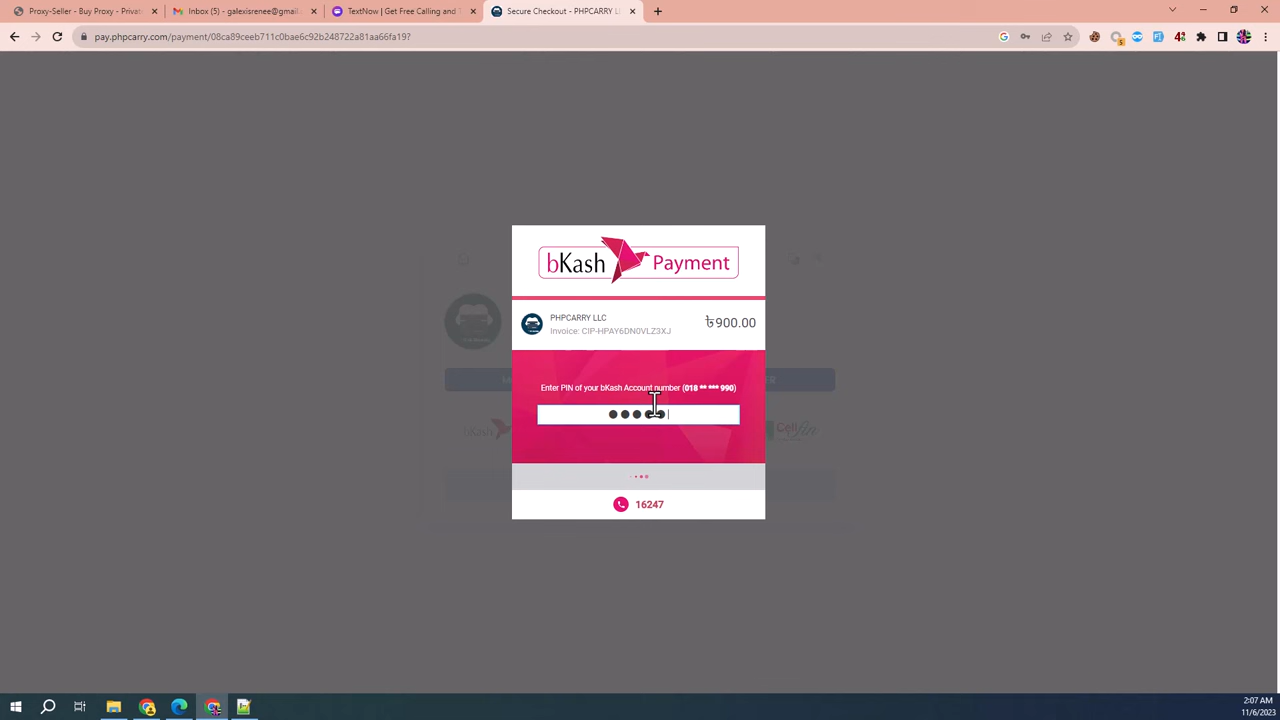 Proxy-Seller - Buy Proxy - Private
Inbox (5) - galexisrenee@gmail.
TextNow | Get Free Calling and
Secure Checkout - PHPCARRY LL
pay.phpcarry.com/payment/08ca89ceeb711c0bae6c92b248722a81aa66fa19?
bKash Payment
PHPCARRY LLC
৳900.00
Invoice: CIP-HPAY6DN0VLZ3XJ
Enter PIN of your bKash Account number (018 ** *** 990)
16247
2:07 AM
11/6/2023